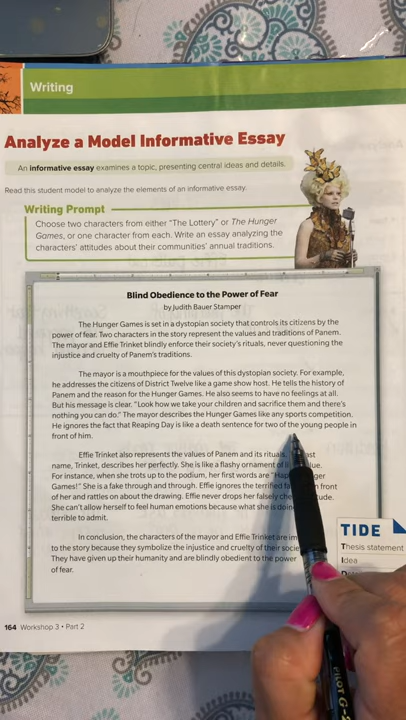 Writing
Analyze a Model Informative Essay
An informative essay examines a topic, presenting central ideas and details.
Read this student model to analyze the elements of an informative essay.
Writing Prompt
Choose two characters from either "The Lottery" or The Hunger
Games, or one character from each. Write an essay analyzing the
characters' attitudes about their communities' annual traditions.
Blind Obedience to the Power of Fear
by Judith Bauer Stamper
The Hunger Games is set in a dystopian society that controls its citizens by the
power of fear. Two characters in the story represent the values and traditions of Panem.
The mayor and Effie Trinket blindly enforce their society's rituals, never questioning the
injustice and cruelty of Panem's traditions.
The mayor is a mouthpiece for the values of this dystopian society. For example,
he addresses the citizens of District Twelve like a game show host. He tells the history of
Panem and the reason for the Hunger Games. He also seems to have no feelings at all.
But his message is clear. "Look how we take your children and sacrifice them and there's
nothing you can do." The mayor describes the Hunger Games like any sports competition.
He ignores the fact that Reaping Day is like a death sentence for two of the young people in
front of him.
Effie Trinket also represents the values of Panem and its rituals.
name, Trinket, describes her perfectly. She is like a flashy ornament of
For instance, when she trots up to the podium, her first words are
Games!" She is a fake through and through. Effie ignores the terrified front
of her and rattles on about the drawing. Effie never drops her falsely
She can't allow herself to feel human emotions because what she is
terrible to admit.
In conclusion, the characters of the mayor and Effie Trinket are
to the story because they symbolize the injustice and cruelty of their
They have given up their humanity and are blindly obedient to the power
of fear.
TIDE
Thesis statement
Idea
164 Workshop 3 • Part 2
PILOT G-2